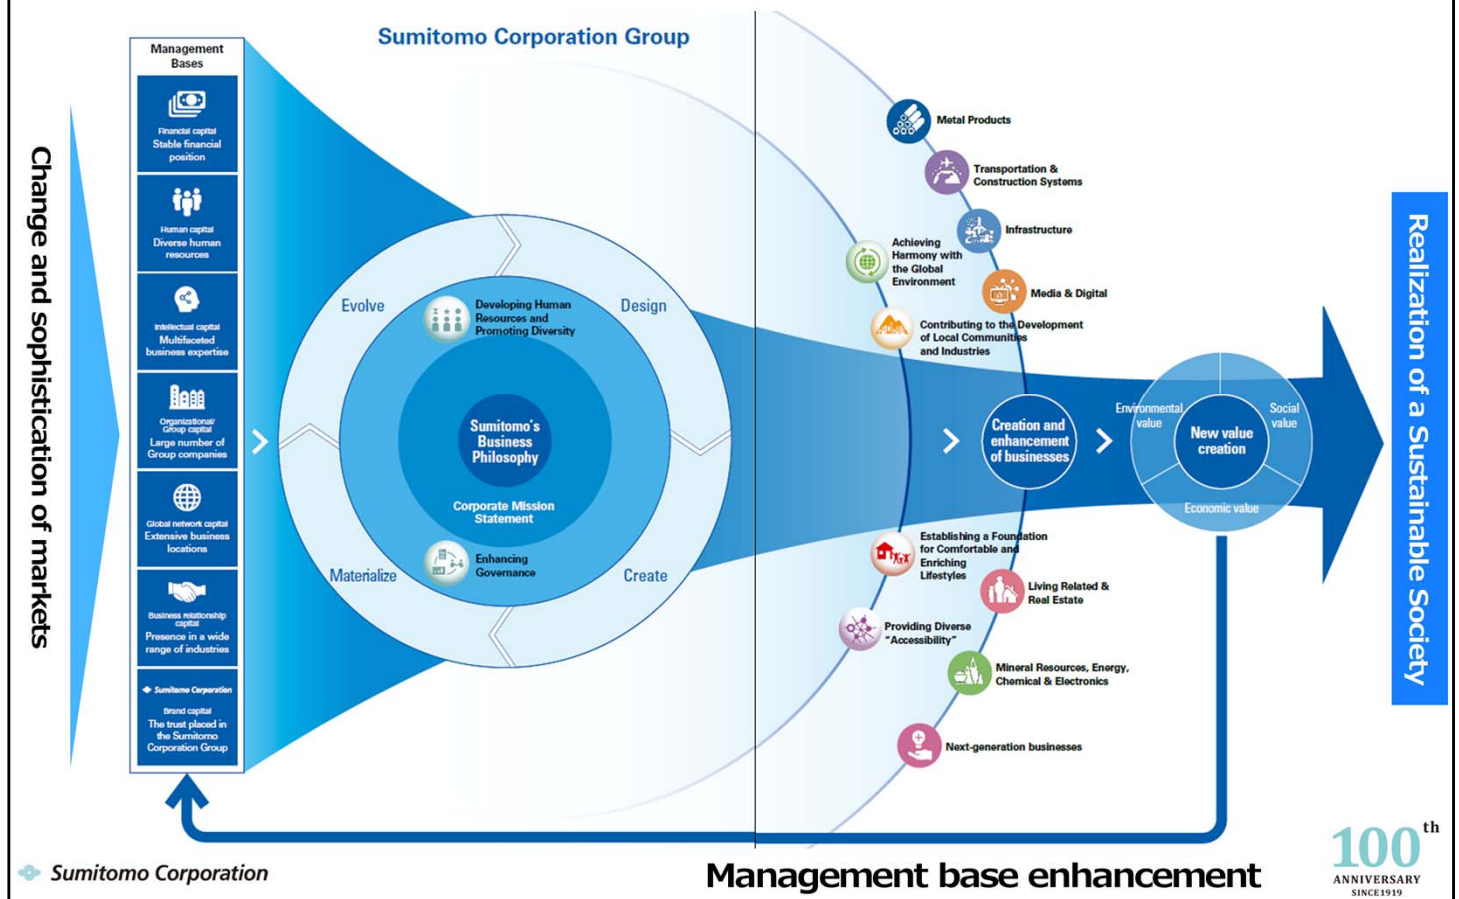 Sumitomo Corporation Group
Change and sophistication of markets
Management
Bases
Financial capital
Stable financial
position
Human capital
Diverse human
resources
Intellectual capital
Multifaceted
business expertise
Organizational/
Group capital
Large number of
Group companies
Global network capital
Extensive business
locations
Business relationship
capital
Presence in a wide
range of industries
Sumitomo Corporation
Brand capital
The trust placed in
the Sumitomo
Corporation Group
Evolve
Design
Materialize
Create
Developing Human
Resources and
Promoting Diversity
Sumitomo's
Business
Philosophy
Corporate Mission
Statement
Enhancing
Governance
Metal Products
Transportation &
Construction Systems
Infrastructure
Media & Digital
Achieving
Harmony with
the Global
Environment
Contributing to the Development
of Local Communities
and Industries
Creation and
enhancement
of businesses
Establishing a Foundation
for Comfortable and
Enriching
Lifestyles
Providing Diverse
"Accessibility"
Living Related &
Real Estate
Mineral Resources, Energy,
Chemical & Electronics
Next-generation businesses
Environmental
value
Social
value
New value
creation
Economic value
Realization of a Sustainable Society
Sumitomo Corporation
Management base enhancement
100th
ANNIVERSARY
SINCE1919